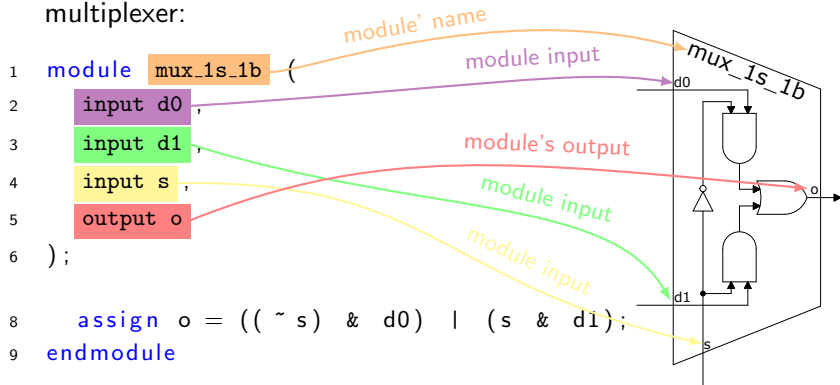 multiplexer:
module' name
mux_1s_1b
module input
1 module mux_1s_1b (
d0
2 input d0 ,
3 input d1 ,
module's output
4 input s ,
o
module input
5 output o
module input
6 ) ;
d1
8 assign o = (( ~ s) & d0) | (s & d1);
s
9 endmodule